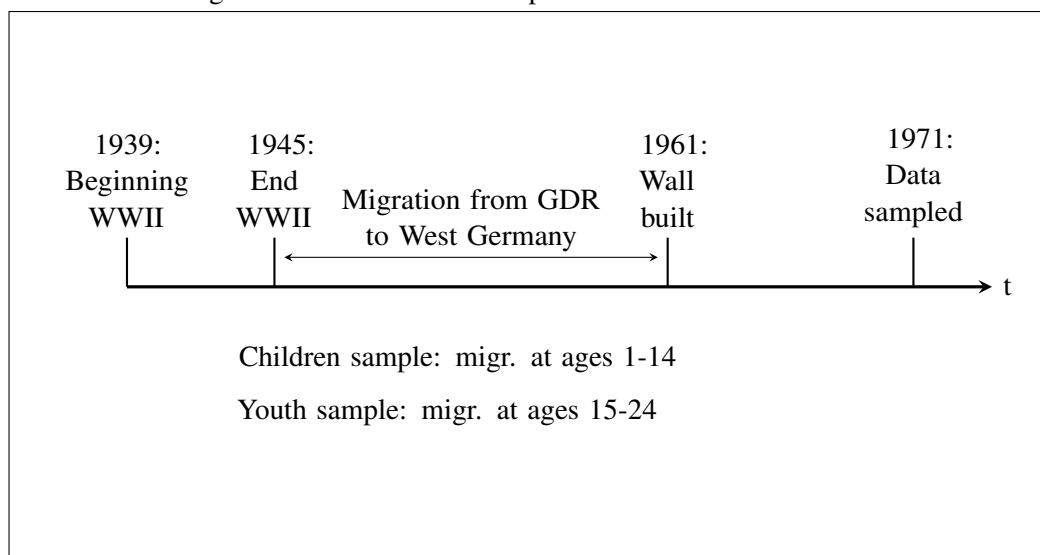 1939:
Beginning
WWII
1945:
End
WWII
Migration from GDR
to West Germany
1961:
Wall
built
1971:
Data
sampled
t
Children sample: migr. at ages 1-14
Youth sample: migr. at ages 15-24